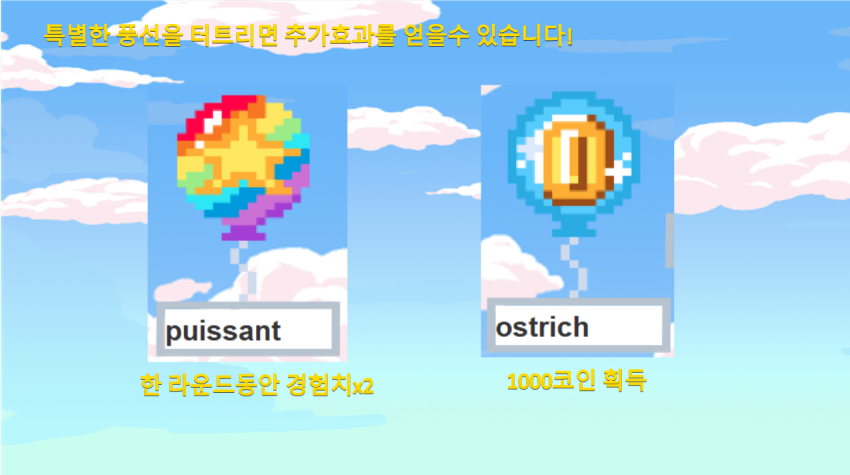 특별한 풍선을 터트리면 추가효과를 얻을수 있습니다!
puissant
ostrich
한 라운드동안 경험치x2
1000코인 획득